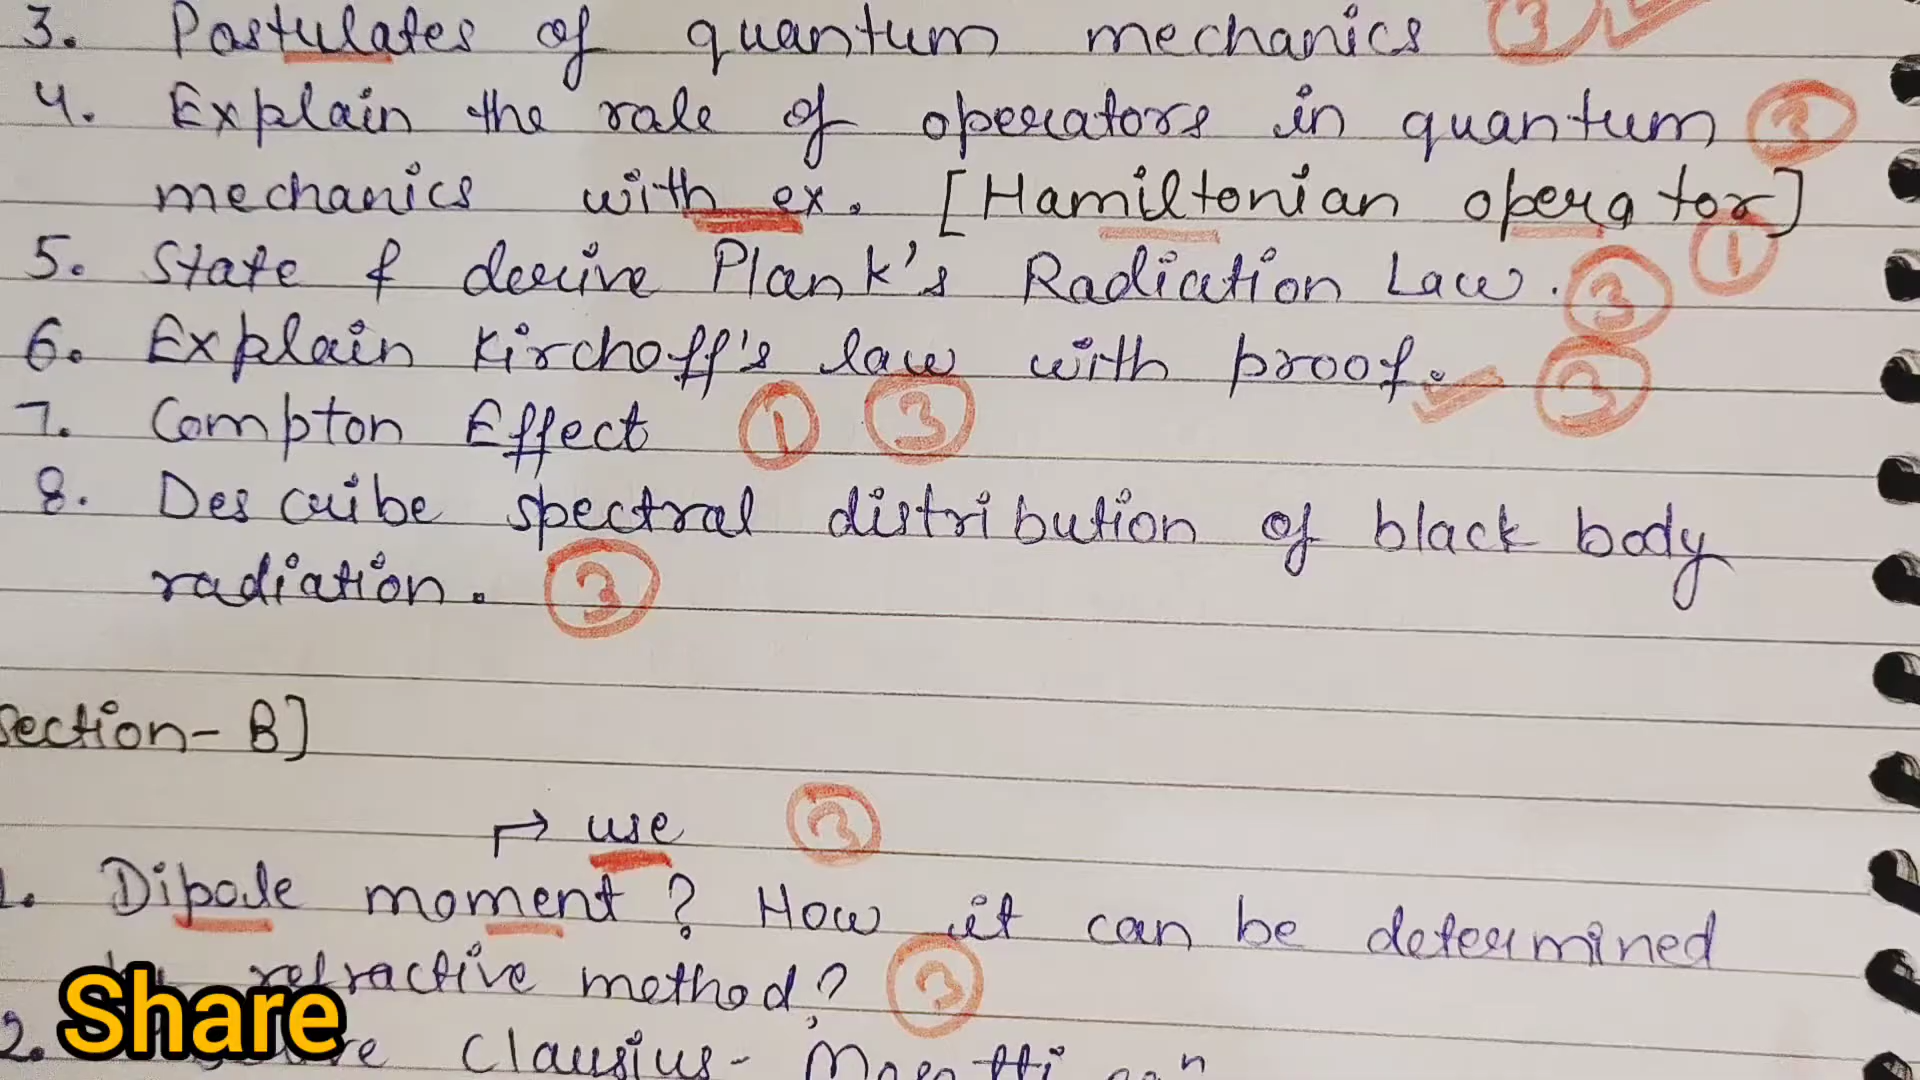 3. Postulates of quantum mechanics ③
4. Explain the role of operators in quantum ③
mechanics with ex. [Hamiltonian operator] ①
5. State & derive Plank's Radiation Law. ③
6. Explain Kirchoff's law with proof. ③
7. Compton Effect ① ③
8. Describe spectral distribution of black body
radiation. ③
Section-B]
→ use ③
1. Dipole moment? How it can be determined
refractive method? ③
2. Clausius-
Share